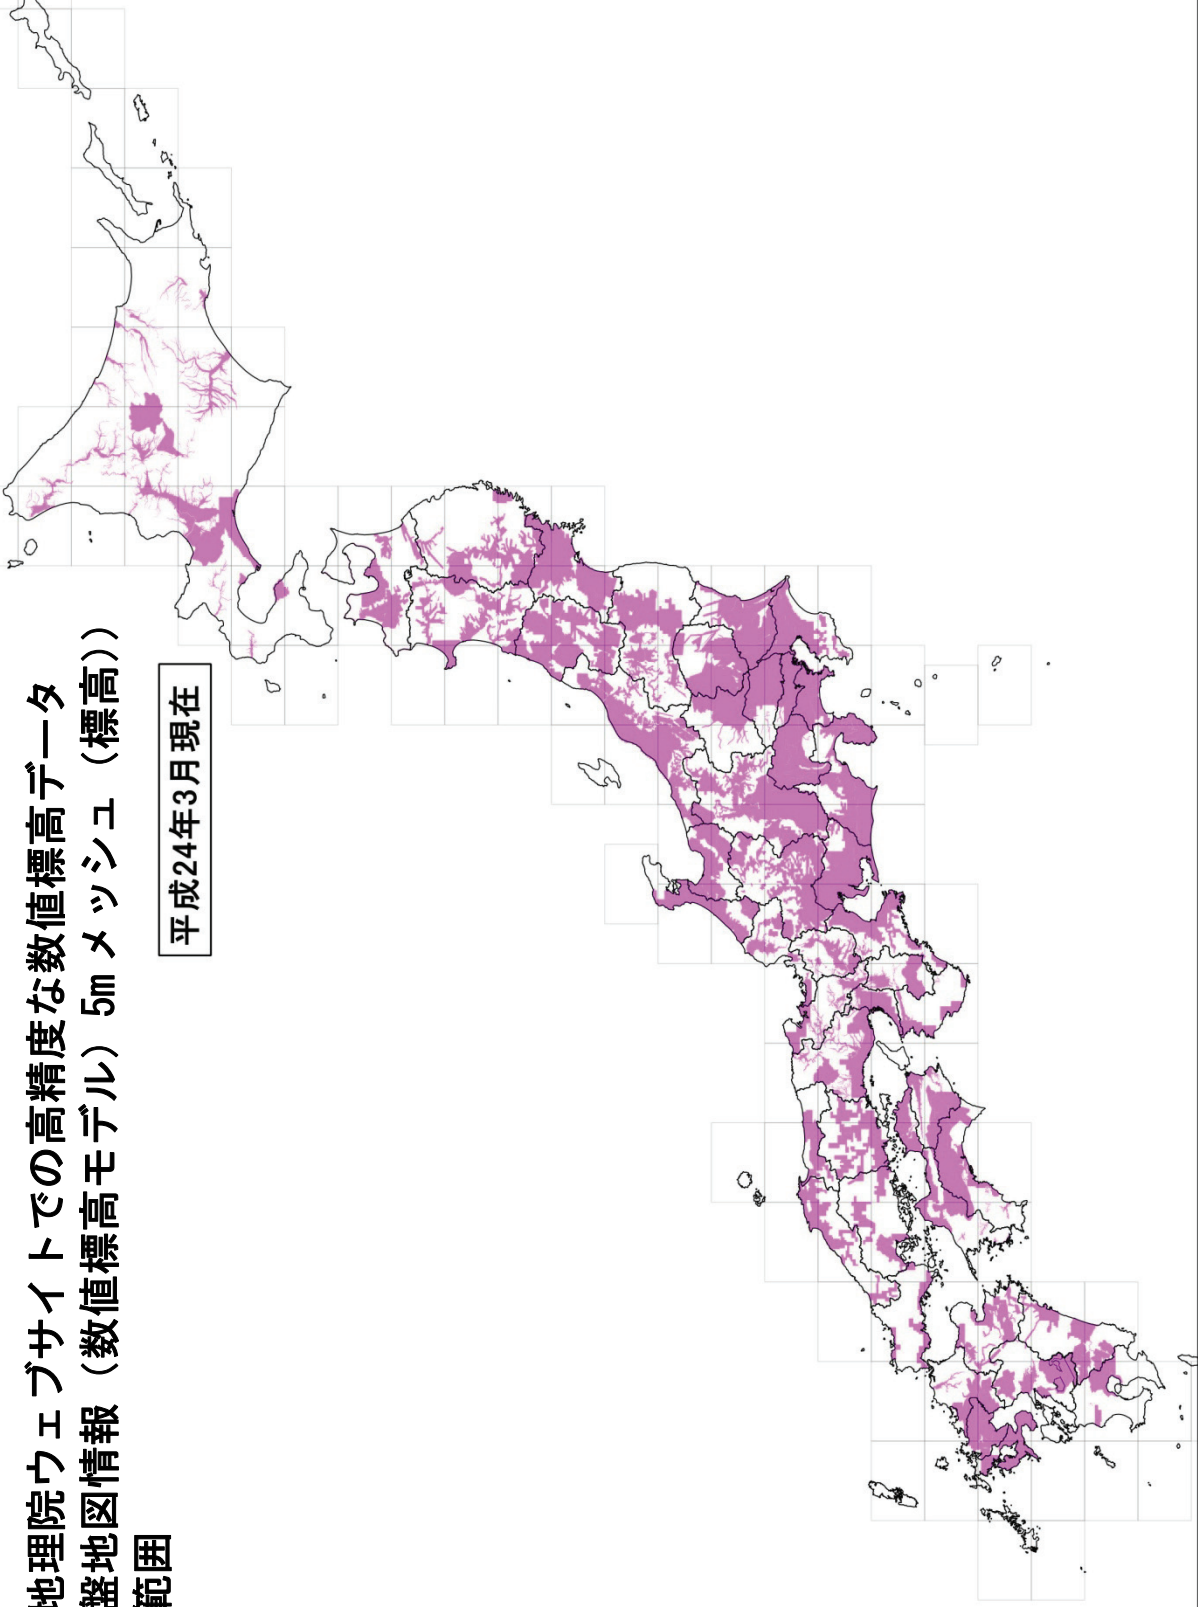 地理院ウェブサイトでの高精度な数値標高データ
盤地図情報（数値標高モデル）5mメッシュ（標高））
範囲
平成24年3月現在